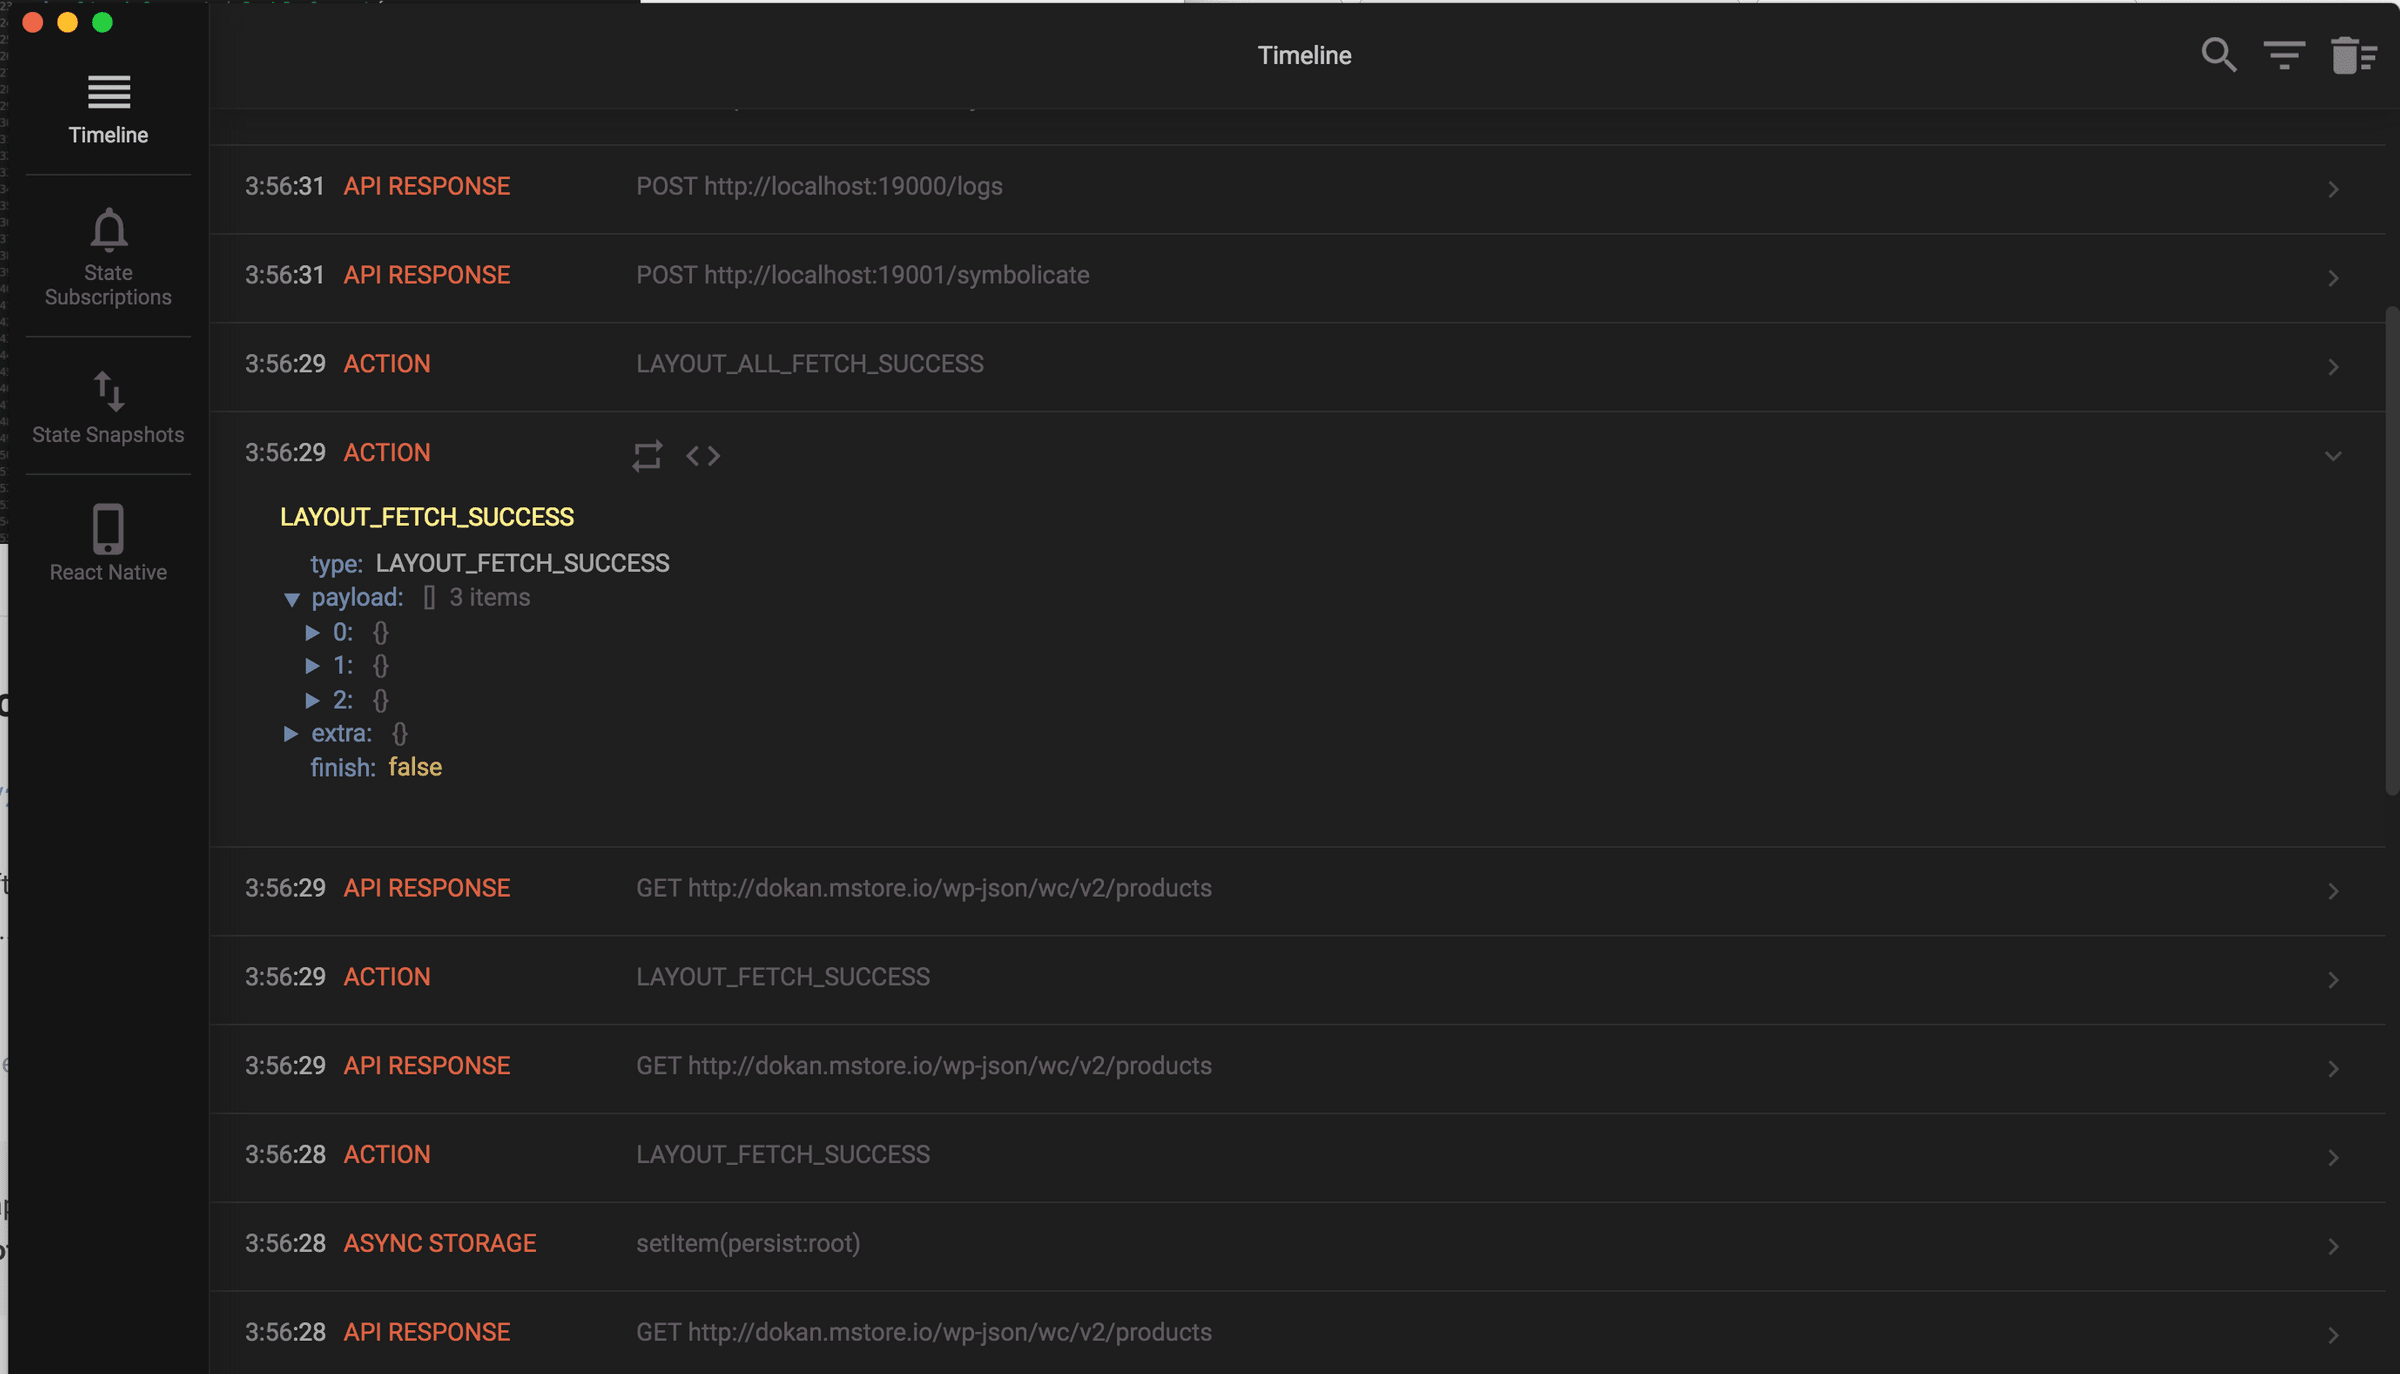 Timeline
Timeline
State
Subscriptions
State Snapshots
React Native
3:56:31 API RESPONSE POST http://localhost:19000/logs
3:56:31 API RESPONSE POST http://localhost:19001/symbolicate
3:56:29 ACTION LAYOUT_ALL_FETCH_SUCCESS
3:56:29 ACTION
LAYOUT_FETCH_SUCCESS
type: LAYOUT_FETCH_SUCCESS
payload: [] 3 items
0: {}
1: {}
2: {}
extra: {}
finish: false
3:56:29 API RESPONSE GET http://dokan.mstore.io/wp-json/wc/v2/products
3:56:29 ACTION LAYOUT_FETCH_SUCCESS
3:56:29 API RESPONSE GET http://dokan.mstore.io/wp-json/wc/v2/products
3:56:28 ACTION LAYOUT_FETCH_SUCCESS
3:56:28 ASYNC STORAGE setItem(persist:root)
3:56:28 API RESPONSE GET http://dokan.mstore.io/wp-json/wc/v2/products